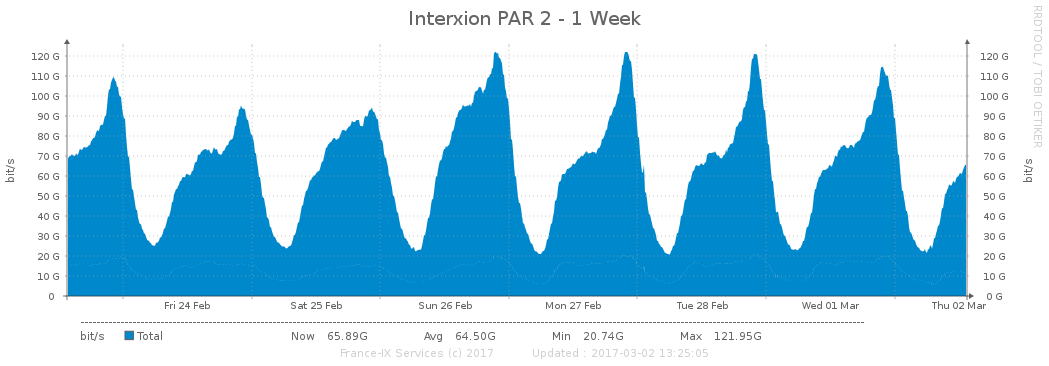 Interxion PAR 2 - 1 Week
RRDTOOL / TOBI OETIKER
bit/s
120 G
110 G
100 G
90 G
80 G
70 G
60 G
50 G
40 G
30 G
20 G
10 G
0
120 G
110 G
100 G
90 G
80 G
70 G
60 G
50 G
40 G
30 G
20 G
10 G
0 G
bit/s
Fri 24 Feb Sat 25 Feb Sun 26 Feb Mon 27 Feb Tue 28 Feb Wed 01 Mar Thu 02 Mar
bit/s Total Now 65.89G Avg 64.50G Min 20.74G Max 121.95G
France-IX Services (c) 2017 Updated : 2017-03-02 13:25:05